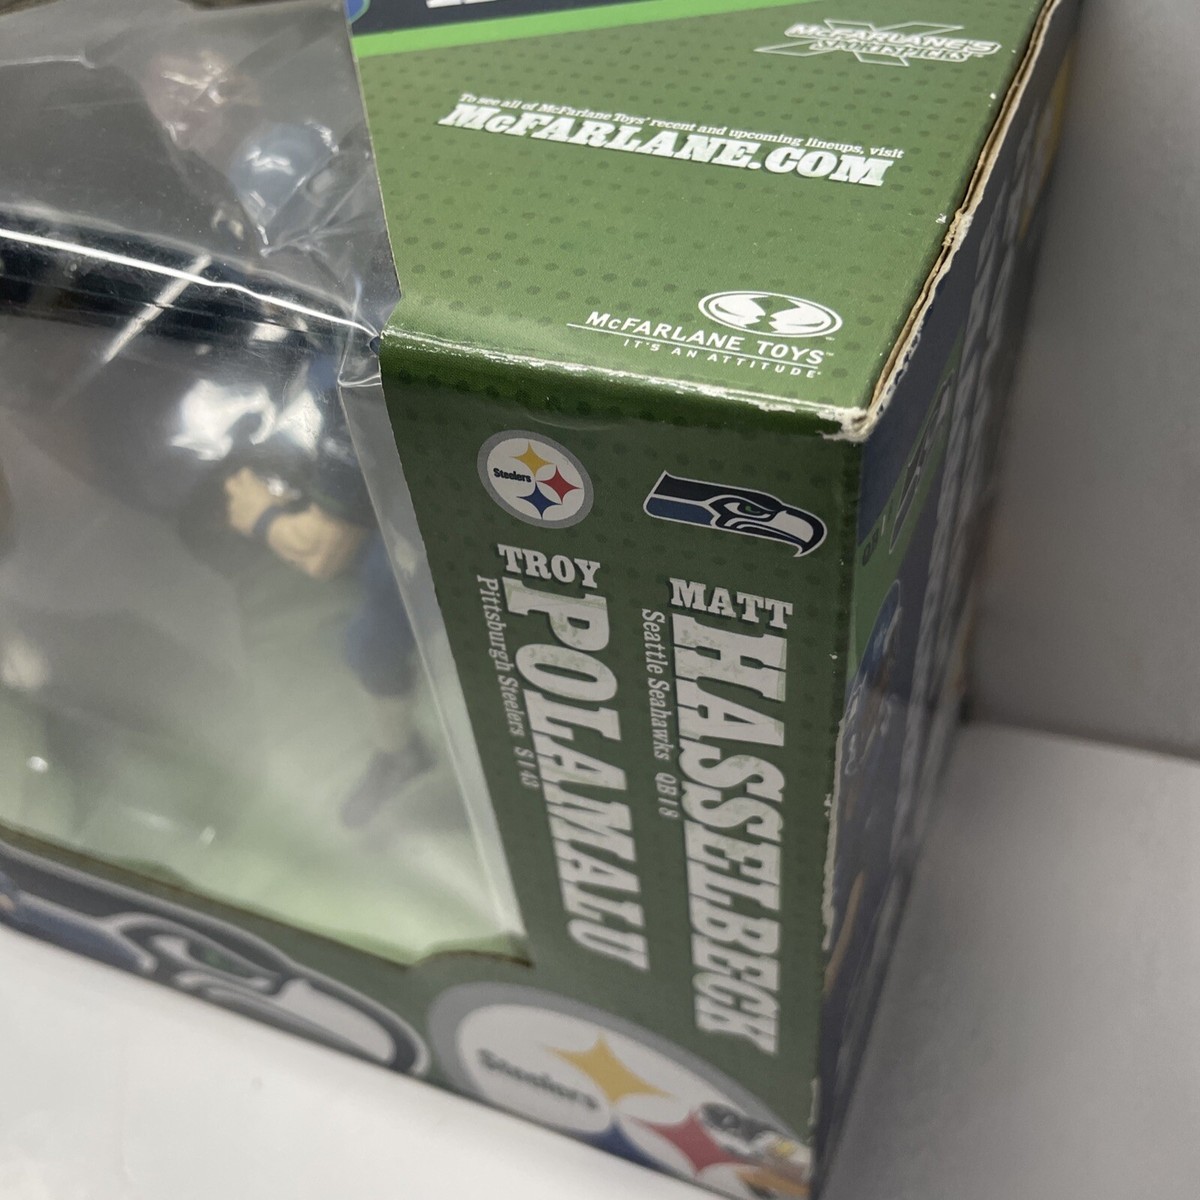 McFARLANE'S
SPORTSPICKS
To see all of McFarlane Toys' recent and upcoming lineups, visit
McFARLANE.COM
McFARLANE TOYS™
IT'S AN ATTITUDE
Steelers
TROY
POLAMALU
Pittsburgh Steelers S | 43
MATT
HASSELBECK
Seattle Seahawks QB | 8
Steelers